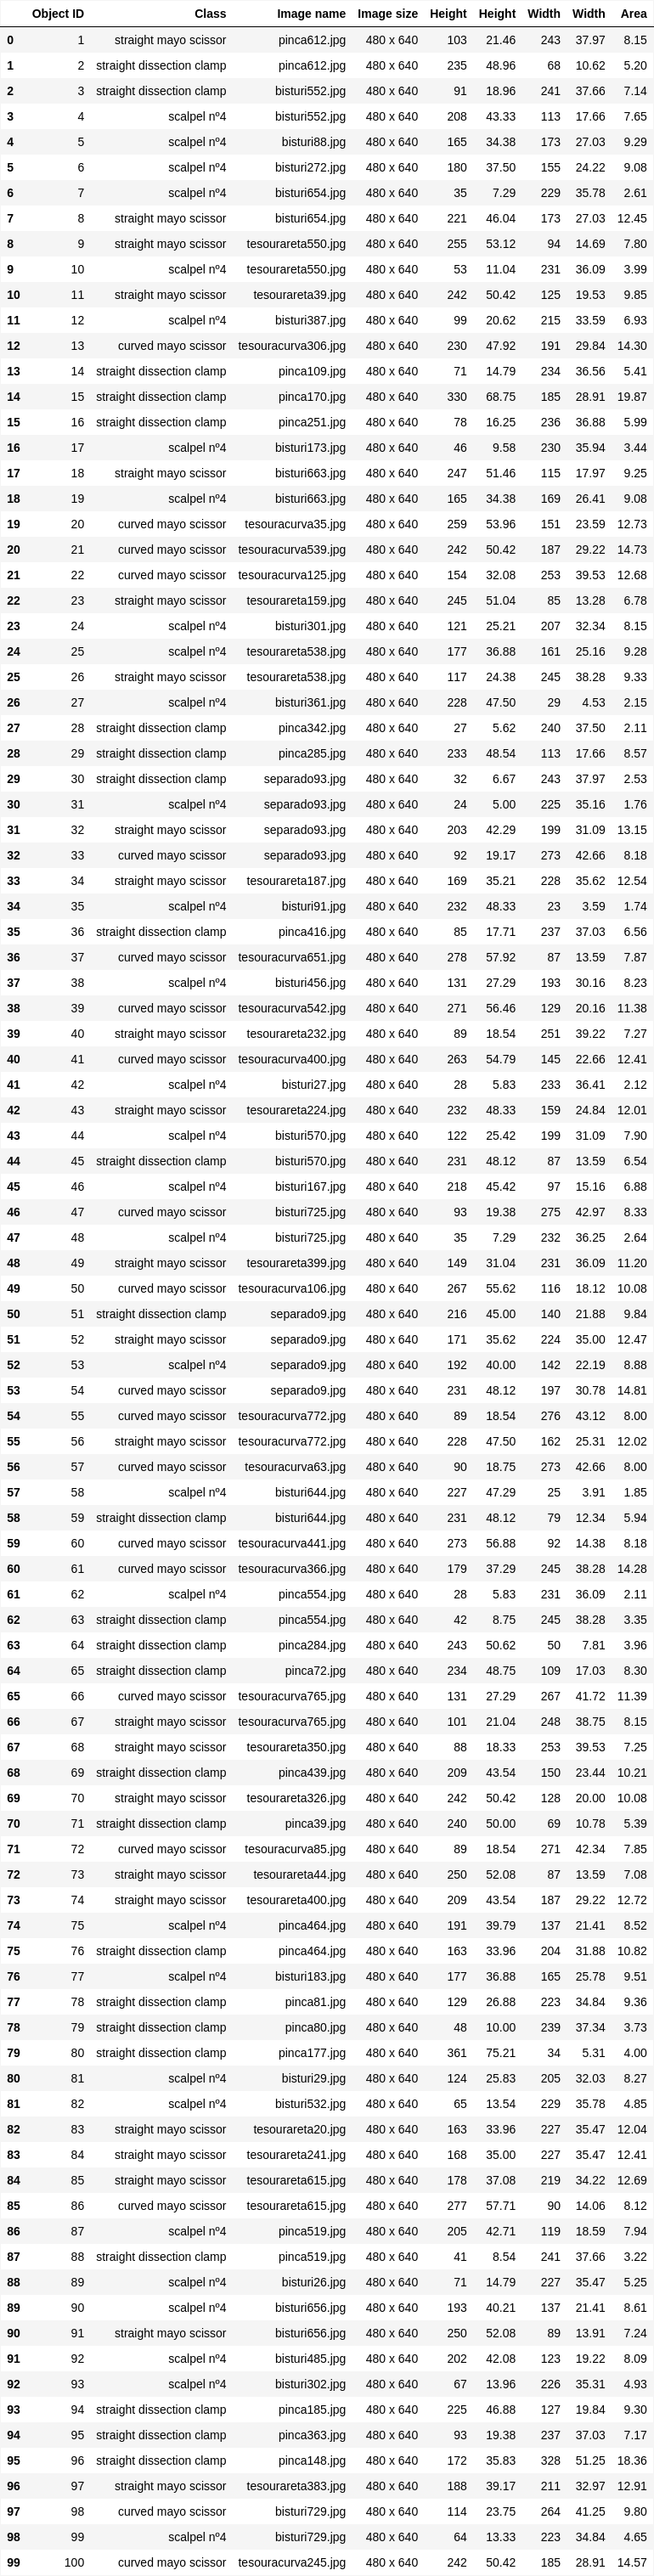 Object ID Class Image name Image size Height Height Width Width Area
0 1 straight mayo scissor pinca612.jpg 480 x 640 103 21.46 243 37.97 8.15
1 2 straight dissection clamp pinca612.jpg 480 x 640 235 48.96 68 10.62 5.20
2 3 straight dissection clamp bisturi552.jpg 480 x 640 91 18.96 241 37.66 7.14
3 4 scalpel nº4 bisturi552.jpg 480 x 640 208 43.33 113 17.66 7.65
4 5 scalpel nº4 bisturi88.jpg 480 x 640 165 34.38 173 27.03 9.29
5 6 scalpel nº4 bisturi272.jpg 480 x 640 180 37.50 155 24.22 9.08
6 7 scalpel nº4 bisturi654.jpg 480 x 640 35 7.29 229 35.78 2.61
7 8 straight mayo scissor bisturi654.jpg 480 x 640 221 46.04 173 27.03 12.45
8 9 straight mayo scissor tesourareta550.jpg 480 x 640 255 53.12 94 14.69 7.80
9 10 scalpel nº4 tesourareta550.jpg 480 x 640 53 11.04 231 36.09 3.99
10 11 straight mayo scissor tesourareta39.jpg 480 x 640 242 50.42 125 19.53 9.85
11 12 scalpel nº4 bisturi387.jpg 480 x 640 99 20.62 215 33.59 6.93
12 13 curved mayo scissor tesouracurva306.jpg 480 x 640 230 47.92 191 29.84 14.30
13 14 straight dissection clamp pinca109.jpg 480 x 640 71 14.79 234 36.56 5.41
14 15 straight dissection clamp pinca170.jpg 480 x 640 330 68.75 185 28.91 19.87
15 16 straight dissection clamp pinca251.jpg 480 x 640 78 16.25 236 36.88 5.99
16 17 scalpel nº4 bisturi173.jpg 480 x 640 46 9.58 230 35.94 3.44
17 18 straight mayo scissor bisturi663.jpg 480 x 640 247 51.46 115 17.97 9.25
18 19 scalpel nº4 bisturi663.jpg 480 x 640 165 34.38 169 26.41 9.08
19 20 curved mayo scissor tesouracurva35.jpg 480 x 640 259 53.96 151 23.59 12.73
20 21 curved mayo scissor tesouracurva539.jpg 480 x 640 242 50.42 187 29.22 14.73
21 22 curved mayo scissor tesouracurva125.jpg 480 x 640 154 32.08 253 39.53 12.68
22 23 straight mayo scissor tesourareta159.jpg 480 x 640 245 51.04 85 13.28 6.78
23 24 scalpel nº4 bisturi301.jpg 480 x 640 121 25.21 207 32.34 8.15
24 25 scalpel nº4 tesourareta538.jpg 480 x 640 177 36.88 161 25.16 9.28
25 26 straight mayo scissor tesourareta538.jpg 480 x 640 117 24.38 245 38.28 9.33
26 27 scalpel nº4 bisturi361.jpg 480 x 640 228 47.50 29 4.53 2.15
27 28 straight dissection clamp pinca342.jpg 480 x 640 27 5.62 240 37.50 2.11
28 29 straight dissection clamp pinca285.jpg 480 x 640 233 48.54 113 17.66 8.57
29 30 straight dissection clamp separado93.jpg 480 x 640 32 6.67 243 37.97 2.53
30 31 scalpel nº4 separado93.jpg 480 x 640 24 5.00 225 35.16 1.76
31 32 straight mayo scissor separado93.jpg 480 x 640 203 42.29 199 31.09 13.15
32 33 curved mayo scissor separado93.jpg 480 x 640 92 19.17 273 42.66 8.18
33 34 straight mayo scissor tesourareta187.jpg 480 x 640 169 35.21 228 35.62 12.54
34 35 scalpel nº4 bisturi91.jpg 480 x 640 232 48.33 23 3.59 1.74
35 36 straight dissection clamp pinca416.jpg 480 x 640 85 17.71 237 37.03 6.56
36 37 curved mayo scissor tesouracurva651.jpg 480 x 640 278 57.92 87 13.59 7.87
37 38 scalpel nº4 bisturi456.jpg 480 x 640 131 27.29 193 30.16 8.23
38 39 curved mayo scissor tesouracurva542.jpg 480 x 640 271 56.46 129 20.16 11.38
39 40 straight mayo scissor tesourareta232.jpg 480 x 640 89 18.54 251 39.22 7.27
40 41 curved mayo scissor tesouracurva400.jpg 480 x 640 263 54.79 145 22.66 12.41
41 42 scalpel nº4 bisturi27.jpg 480 x 640 28 5.83 233 36.41 2.12
42 43 straight mayo scissor tesourareta224.jpg 480 x 640 232 48.33 159 24.84 12.01
43 44 scalpel nº4 bisturi570.jpg 480 x 640 122 25.42 199 31.09 7.90
44 45 straight dissection clamp bisturi570.jpg 480 x 640 231 48.12 87 13.59 6.54
45 46 scalpel nº4 bisturi167.jpg 480 x 640 218 45.42 97 15.16 6.88
46 47 curved mayo scissor bisturi725.jpg 480 x 640 93 19.38 275 42.97 8.33
47 48 scalpel nº4 bisturi725.jpg 480 x 640 35 7.29 232 36.25 2.64
48 49 straight mayo scissor tesourareta399.jpg 480 x 640 149 31.04 231 36.09 11.20
49 50 curved mayo scissor tesouracurva106.jpg 480 x 640 267 55.62 116 18.12 10.08
50 51 straight dissection clamp separado9.jpg 480 x 640 216 45.00 140 21.88 9.84
51 52 straight mayo scissor separado9.jpg 480 x 640 171 35.62 224 35.00 12.47
52 53 scalpel nº4 separado9.jpg 480 x 640 192 40.00 142 22.19 8.88
53 54 curved mayo scissor separado9.jpg 480 x 640 231 48.12 197 30.78 14.81
54 55 curved mayo scissor tesouracurva772.jpg 480 x 640 89 18.54 276 43.12 8.00
55 56 straight mayo scissor tesouracurva772.jpg 480 x 640 228 47.50 162 25.31 12.02
56 57 curved mayo scissor tesouracurva63.jpg 480 x 640 90 18.75 273 42.66 8.00
57 58 scalpel nº4 bisturi644.jpg 480 x 640 227 47.29 25 3.91 1.85
58 59 straight dissection clamp bisturi644.jpg 480 x 640 231 48.12 79 12.34 5.94
59 60 curved mayo scissor tesouracurva441.jpg 480 x 640 273 56.88 92 14.38 8.18
60 61 curved mayo scissor tesouracurva366.jpg 480 x 640 179 37.29 245 38.28 14.28
61 62 scalpel nº4 pinca554.jpg 480 x 640 28 5.83 231 36.09 2.11
62 63 straight dissection clamp pinca554.jpg 480 x 640 42 8.75 245 38.28 3.35
63 64 straight dissection clamp pinca284.jpg 480 x 640 243 50.62 50 7.81 3.96
64 65 straight dissection clamp pinca72.jpg 480 x 640 234 48.75 109 17.03 8.30
65 66 curved mayo scissor tesouracurva765.jpg 480 x 640 131 27.29 267 41.72 11.39
66 67 straight mayo scissor tesouracurva765.jpg 480 x 640 101 21.04 248 38.75 8.15
67 68 straight mayo scissor tesourareta350.jpg 480 x 640 88 18.33 253 39.53 7.25
68 69 straight dissection clamp pinca439.jpg 480 x 640 209 43.54 150 23.44 10.21
69 70 straight mayo scissor tesourareta326.jpg 480 x 640 242 50.42 128 20.00 10.08
70 71 straight dissection clamp pinca39.jpg 480 x 640 240 50.00 69 10.78 5.39
71 72 curved mayo scissor tesouracurva85.jpg 480 x 640 89 18.54 271 42.34 7.85
72 73 straight mayo scissor tesourareta44.jpg 480 x 640 250 52.08 87 13.59 7.08
73 74 straight mayo scissor tesourareta400.jpg 480 x 640 209 43.54 187 29.22 12.72
74 75 scalpel nº4 pinca464.jpg 480 x 640 191 39.79 137 21.41 8.52
75 76 straight dissection clamp pinca464.jpg 480 x 640 163 33.96 204 31.88 10.82
76 77 scalpel nº4 bisturi183.jpg 480 x 640 177 36.88 165 25.78 9.51
77 78 straight dissection clamp pinca81.jpg 480 x 640 129 26.88 223 34.84 9.36
78 79 straight dissection clamp pinca80.jpg 480 x 640 48 10.00 239 37.34 3.73
79 80 straight dissection clamp pinca177.jpg 480 x 640 361 75.21 34 5.31 4.00
80 81 scalpel nº4 bisturi29.jpg 480 x 640 124 25.83 205 32.03 8.27
81 82 scalpel nº4 bisturi532.jpg 480 x 640 65 13.54 229 35.78 4.85
82 83 straight mayo scissor tesourareta20.jpg 480 x 640 163 33.96 227 35.47 12.04
83 84 straight mayo scissor tesourareta241.jpg 480 x 640 168 35.00 227 35.47 12.41
84 85 straight mayo scissor tesourareta615.jpg 480 x 640 178 37.08 219 34.22 12.69
85 86 curved mayo scissor tesourareta615.jpg 480 x 640 277 57.71 90 14.06 8.12
86 87 scalpel nº4 pinca519.jpg 480 x 640 205 42.71 119 18.59 7.94
87 88 straight dissection clamp pinca519.jpg 480 x 640 41 8.54 241 37.66 3.22
88 89 scalpel nº4 bisturi26.jpg 480 x 640 71 14.79 227 35.47 5.25
89 90 scalpel nº4 bisturi656.jpg 480 x 640 193 40.21 137 21.41 8.61
90 91 straight mayo scissor bisturi656.jpg 480 x 640 250 52.08 89 13.91 7.24
91 92 scalpel nº4 bisturi485.jpg 480 x 640 202 42.08 123 19.22 8.09
92 93 scalpel nº4 bisturi302.jpg 480 x 640 67 13.96 226 35.31 4.93
93 94 straight dissection clamp pinca185.jpg 480 x 640 225 46.88 127 19.84 9.30
94 95 straight dissection clamp pinca363.jpg 480 x 640 93 19.38 237 37.03 7.17
95 96 straight dissection clamp pinca148.jpg 480 x 640 172 35.83 328 51.25 18.36
96 97 straight mayo scissor tesourareta383.jpg 480 x 640 188 39.17 211 32.97 12.91
97 98 curved mayo scissor bisturi729.jpg 480 x 640 114 23.75 264 41.25 9.80
98 99 scalpel nº4 bisturi729.jpg 480 x 640 64 13.33 223 34.84 4.65
99 100 curved mayo scissor tesouracurva245.jpg 480 x 640 242 50.42 185 28.91 14.57